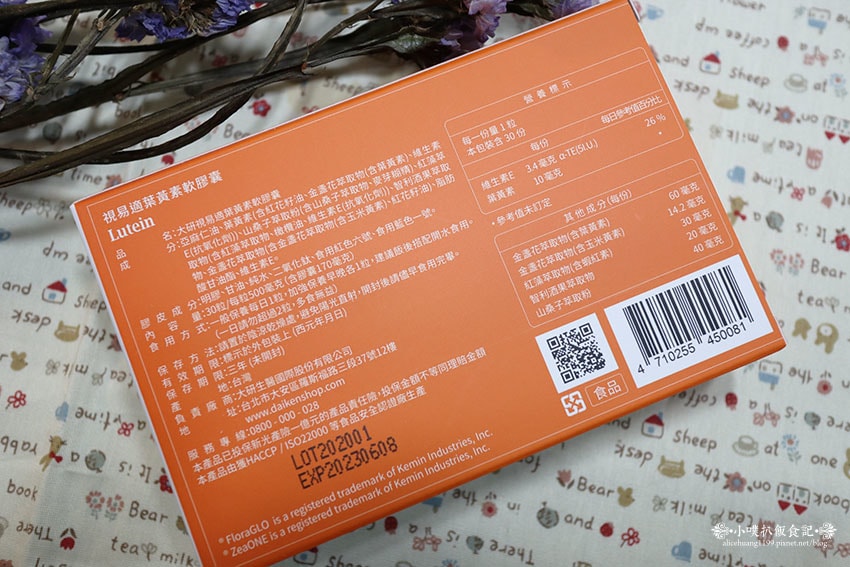 視易適葉黃素軟膠囊
Lutein
品名:大研視易適葉黃素軟膠囊
成分:亞麻仁油、葉黃素(含紅花籽油、金盞花萃取物(含葉黃素)、維生素
E(抗氧化劑))、山桑子萃取粉(含山桑子萃取物、麥芽糊精)、紅藻萃
取物(含紅藻萃取物、橄欖油、維生素E(抗氧化劑))、智利酒果萃取
物、金盞花萃取物(含金盞花萃取物(含玉米黃素)、紅花籽油)、脂肪
酸甘油酯、維生素E。
膠皮成分:明膠、甘油、純水、二氧化鈦、食用紅色六號、食用藍色一號。
內容量:30粒/每粒500毫克(含膠囊170毫克)
食用方式:一般保養每日1粒,加強保養早晚各1粒,建議飯後搭配開水食用。
(一日請勿超過2粒,多食無益)
保存方法:請置於陰涼乾燥處,避免陽光直射,開封後請儘早食用完畢。
有效期限:標示於外包裝上(西元年月日)
保存期限:三年(未開封)
產地:台灣
負責廠商:大研生醫國際股份有限公司
地址:台北市大安區羅斯福路三段37號12樓
www.daikenshop.com
服務專線:0800-000-028
本產品已投保新光產險一億元的產品責任險,投保金額不等同理賠金額
本產品由獲HACCP/ISO22000等食品安全認證廠生產
LOT202001
EXP20230608
® FloraGLO is a registered trademark of Kemin Industries, Inc.
® ZeaONE is a registered trademark of Kemin Industries, Inc.
營養標示
每一份量1粒
本包裝含30份
每份 每日參考值百分比
維生素E 3.4毫克 α-TE(5I.U.) 26%
葉黃素 10毫克 *
*參考值未訂定
其他成分(每份)
金盞花萃取物(含葉黃素) 60毫克
金盞花萃取物(含玉米黃素) 14.2毫克
紅藻萃取物(含蝦紅素) 30毫克
智利酒果萃取物 20毫克
山桑子萃取粉 40毫克
食品
4 710255 450081
小噗扒飯食記
alicehuang1199.pixnet.net/blog